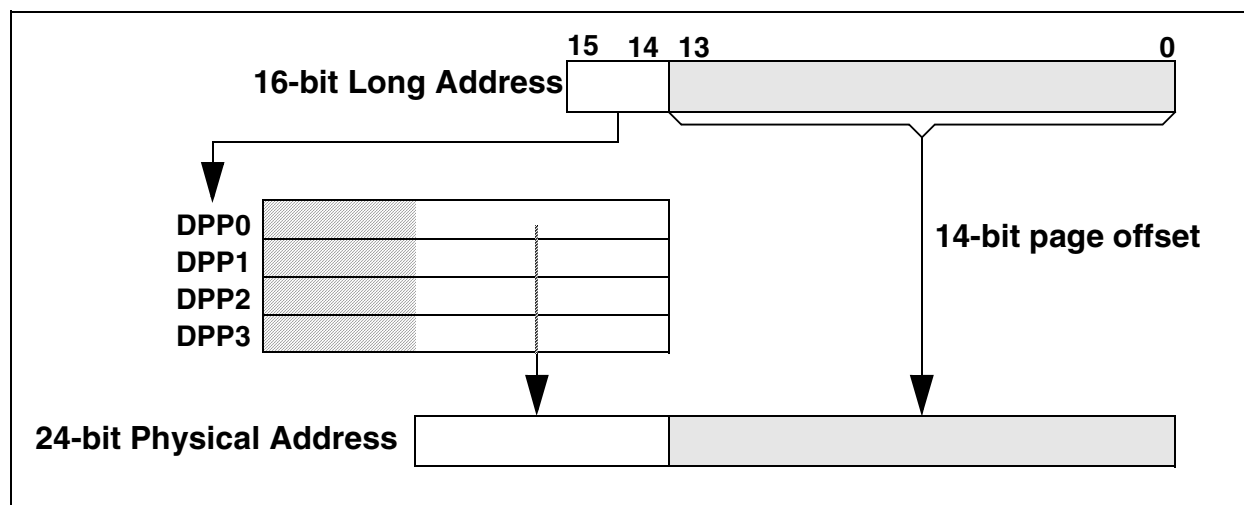 15 14 13 0
16-bit Long Address
DPP0
DPP1
DPP2
DPP3
14-bit page offset
24-bit Physical Address